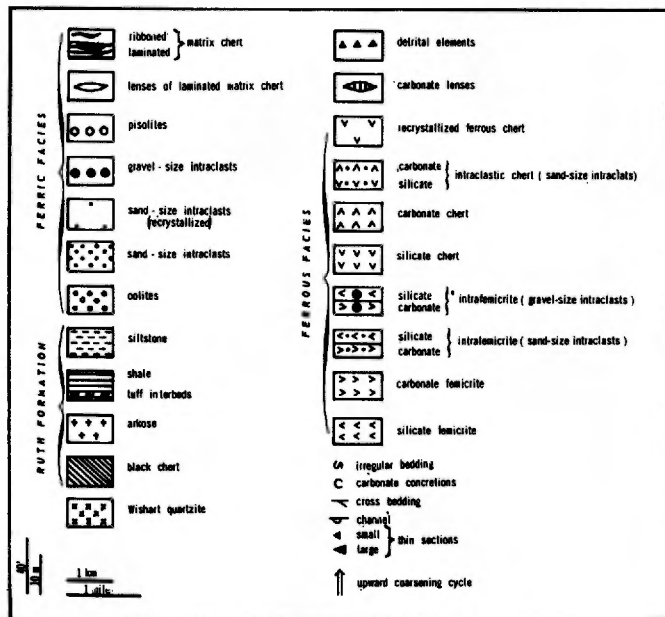 FERRIC FACIES
ribboned
laminated
matrix chert
lenses of laminated matrix chert
pisolites
gravel - size intraclasts
sand - size intraclasts
(recrystallized)
sand - size intraclasts
oolites
RUTH FORMATION
siltstone
shale
tuff interbeds
arkose
black chert
Wishart quartzite
40'
10 m
1 km
1 mile
detrital elements
carbonate lenses
FERROUS FACIES
recrystallized ferrous chert
carbonate
silicate
intraclastic chert ( sand-size intraclats)
carbonate chert
silicate chert
silicate
carbonate
intrafemicrite ( gravel-size intraclasts )
silicate
carbonate
intrafemicrite ( sand-size intraclasts )
carbonate femicrite
silicate femicrite
irregular bedding
C carbonate concretions
cross bedding
channel
small
large
thin sections
upward coarsening cycle